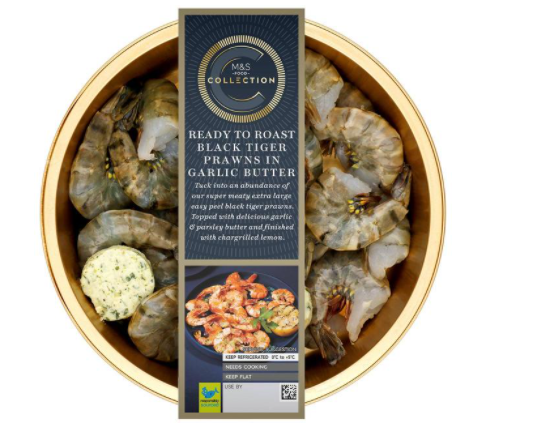 M&S
FOOD
COLLECTION
READY TO ROAST
BLACK TIGER
PRAWNS IN
GARLIC BUTTER
Tuck into an abundance of
our super meaty extra large
easy peel black tiger prawns.
Topped with delicious garlic
& parsley butter and finished
with chargrilled lemon.
KEEP REFRIGERATED 0°C to +5°C
NEEDS COOKING
KEEP FLAT
USE BY